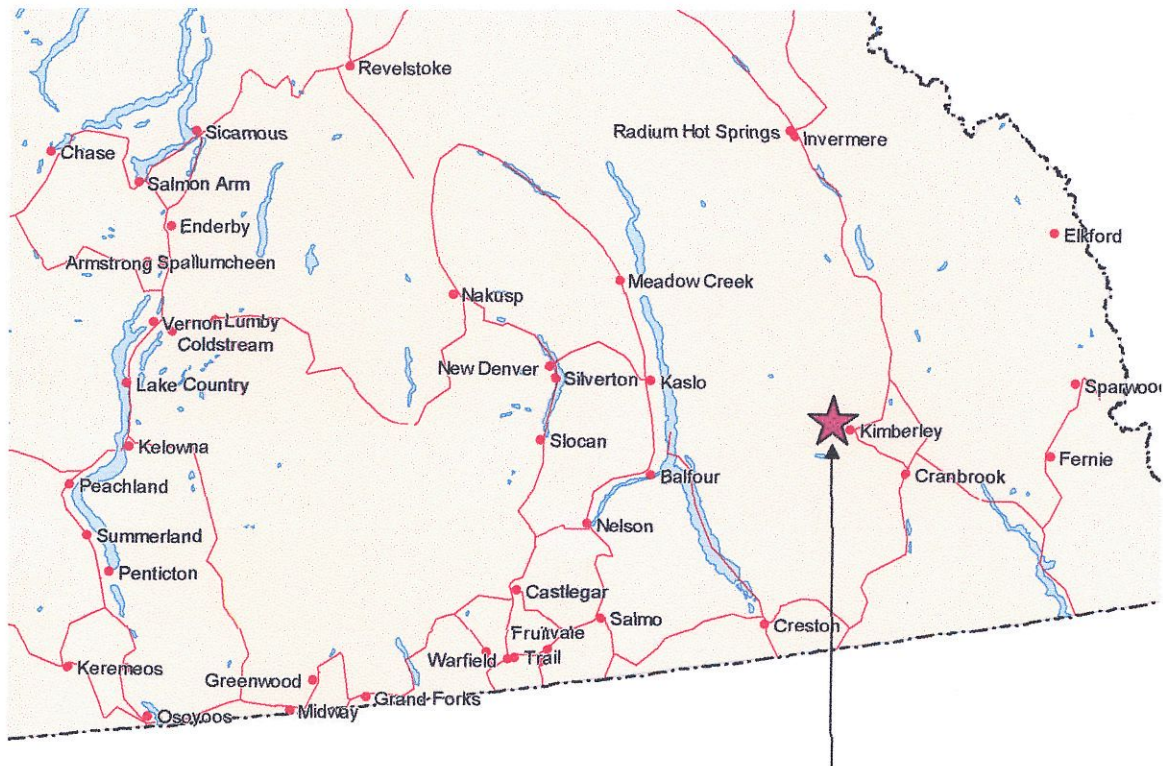 Revelstoke
Sicamous
Radium Hot Springs
Invermere
Chase
Salmon Arm
Enderby
Elkford
Armstrong Spallumcheen
Meadow Creek
Nakusp
Vernon
Lumby
Coldstream
New Denver
Silverton
Kaslo
Lake Country
Sparwood
Kimberley
Slocan
Kelowna
Fernie
Balfour
Cranbrook
Peachland
Nelson
Summerland
Penticton
Castlegar
Salmo
Creston
Fruitvale
Warfield
Trail
Keremeos
Greenwood
Grand Forks
Midway
Osoyoos